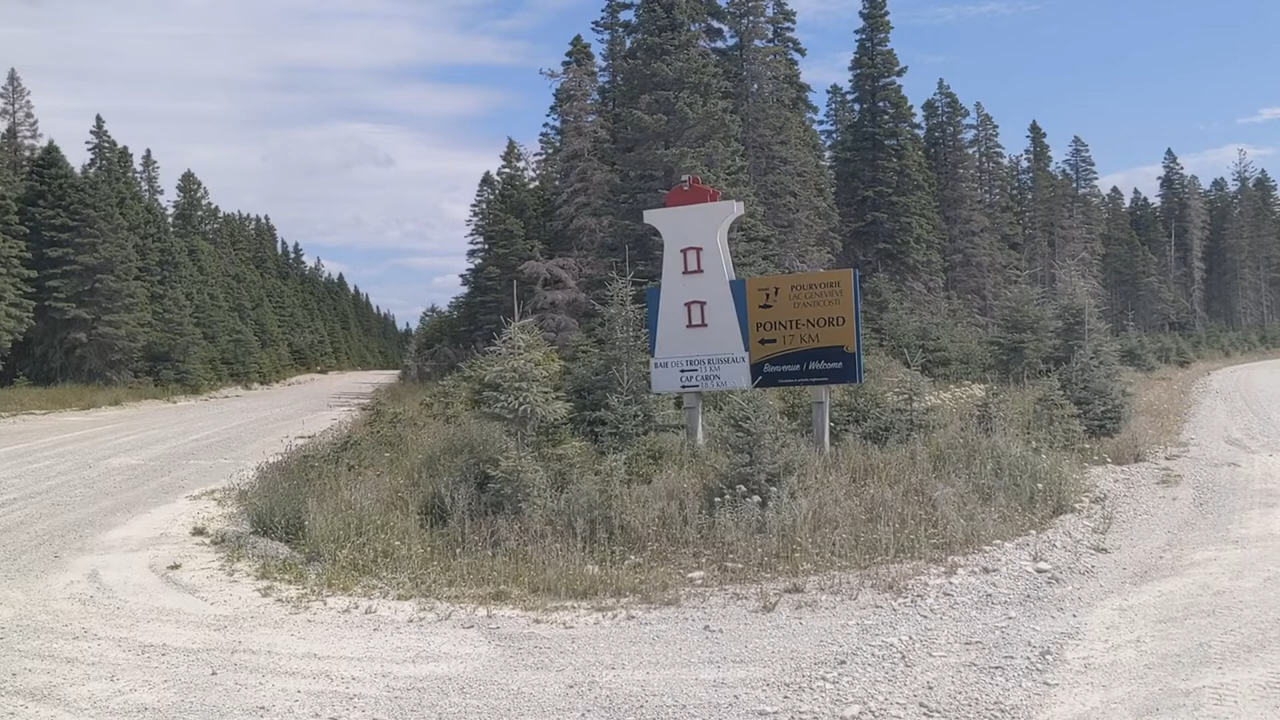 BAIE DES TROIS RUISSEAUX
13 KM
CAP CARON
18.5 KM
POURVOIRIE
LAC GENEVIÈVE
D'ANTICOSTI
POINTE-NORD
17 KM
Bienvenue / Welcome